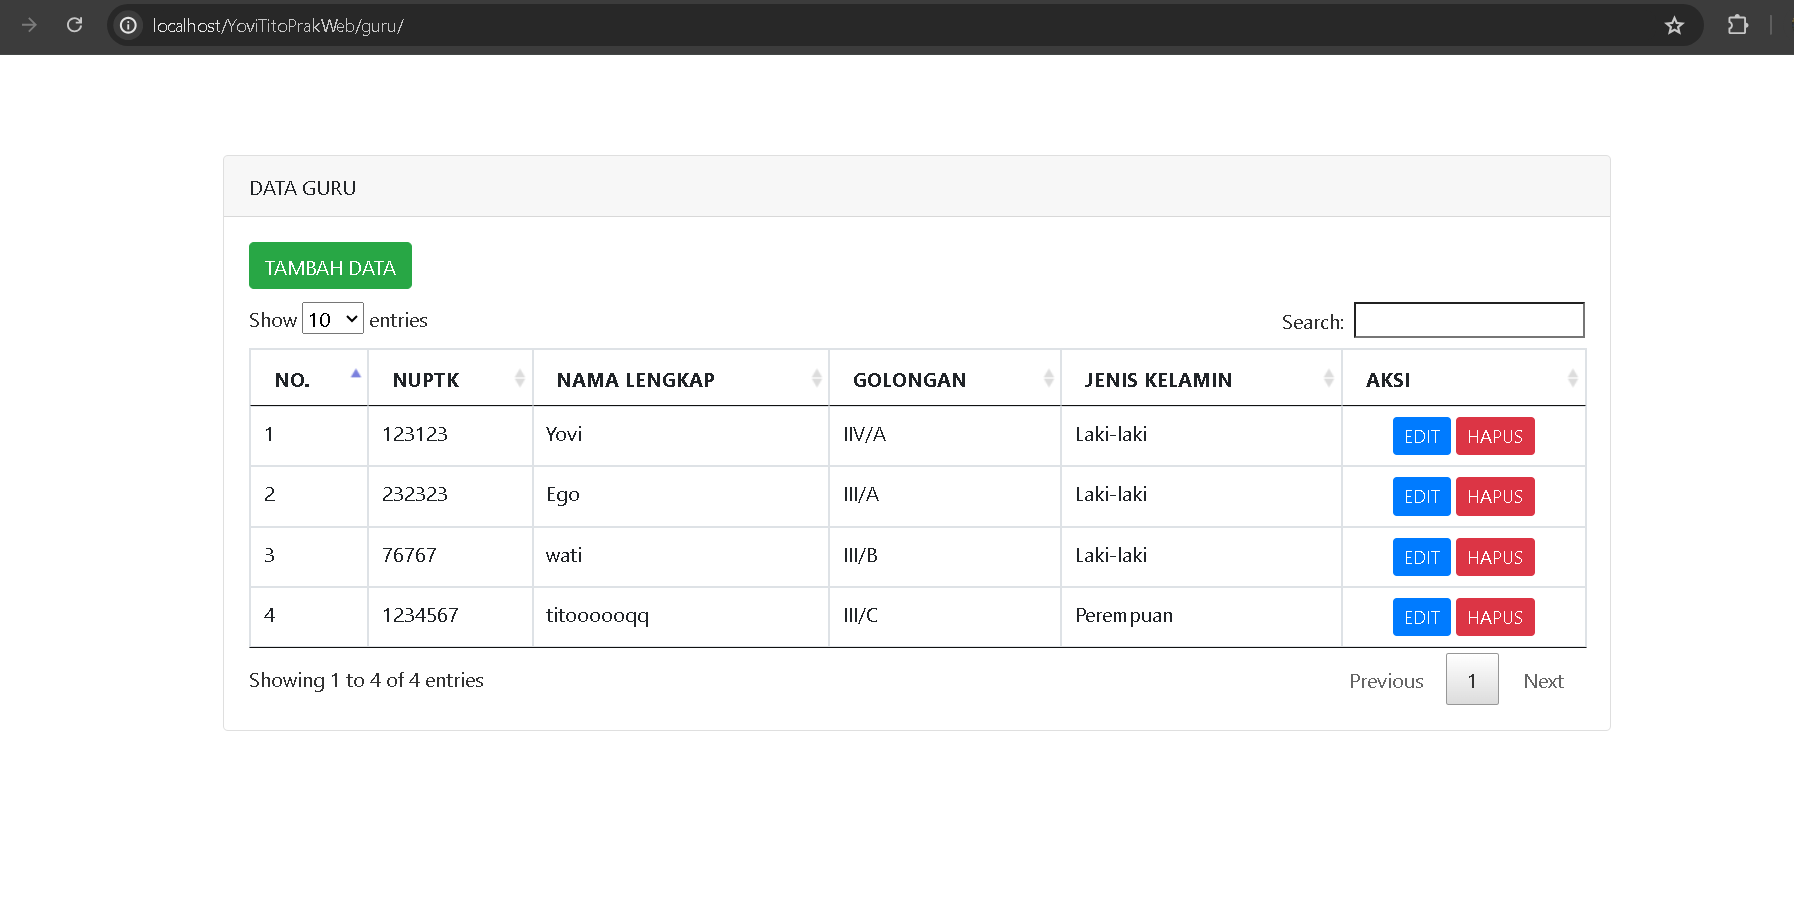 localhost/YoviTitoPrakWeb/guru/
DATA GURU
TAMBAH DATA
Show 10 entries Search:
NO. NUPTK NAMA LENGKAP GOLONGAN JENIS KELAMIN AKSI
1 123123 Yovi IIV/A Laki-laki EDIT HAPUS
2 232323 Ego III/A Laki-laki EDIT HAPUS
3 76767 wati III/B Laki-laki EDIT HAPUS
4 1234567 titoooooqq III/C Perempuan EDIT HAPUS
Showing 1 to 4 of 4 entries Previous 1 Next